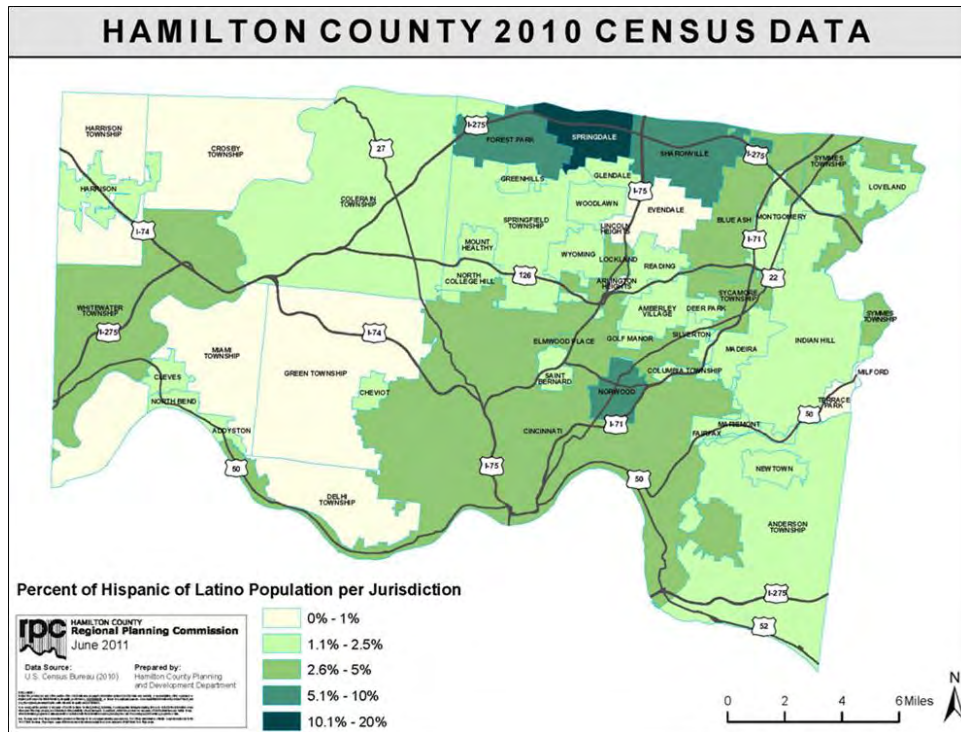 HAMILTON COUNTY 2010 CENSUS DATA
HARRISON
TOWNSHIP
CROSBY
TOWNSHIP
27
I-275
FOREST PARK
SPRINGDALE
SHARONVILLE
I-275
SYMMES
TOWNSHIP
HARRISON
COLERAIN
TOWNSHIP
GREENHILLS
GLENDALE
LOVELAND
I-75
WOODLAWN
EVENDALE
BLUE ASH
MONTGOMERY
I-74
SPRINGFIELD
TOWNSHIP
LINCOLN
HEIGHTS
I-71
MOUNT
HEALTHY
WYOMING
LOCKLAND
READING
NORTH
COLLEGE HILL
126
ARLINGTON
HEIGHTS
22
SYCAMORE
TOWNSHIP
WHITEWATER
TOWNSHIP
I-275
I-74
AMBERLEY
VILLAGE
DEER PARK
SYMMES
TOWNSHIP
MIAMI
TOWNSHIP
ELMWOOD PLACE
GOLF MANOR
SILVERTON
MADEIRA
INDIAN HILL
GREEN TOWNSHIP
CLEVES
SAINT
BERNARD
COLUMBIA TOWNSHIP
MILFORD
NORTH BEND
CHEVIOT
NORWOOD
TERRACE
PARK
50
ADDYSTON
CINCINNATI
I-71
FAIRFAX
MARIEMONT
50
I-75
50
NEWTOWN
DELHI
TOWNSHIP
ANDERSON
TOWNSHIP
I-275
52
Percent of Hispanic of Latino Population per Jurisdiction
0% - 1%
1.1% - 2.5%
2.6% - 5%
5.1% - 10%
10.1% - 20%
rpc
HAMILTON COUNTY
Regional Planning Commission
June 2011
Data Source:
U.S. Census Bureau (2010)
Prepared by:
Hamilton County Planning
and Development Department
0 2 4 6 Miles
N